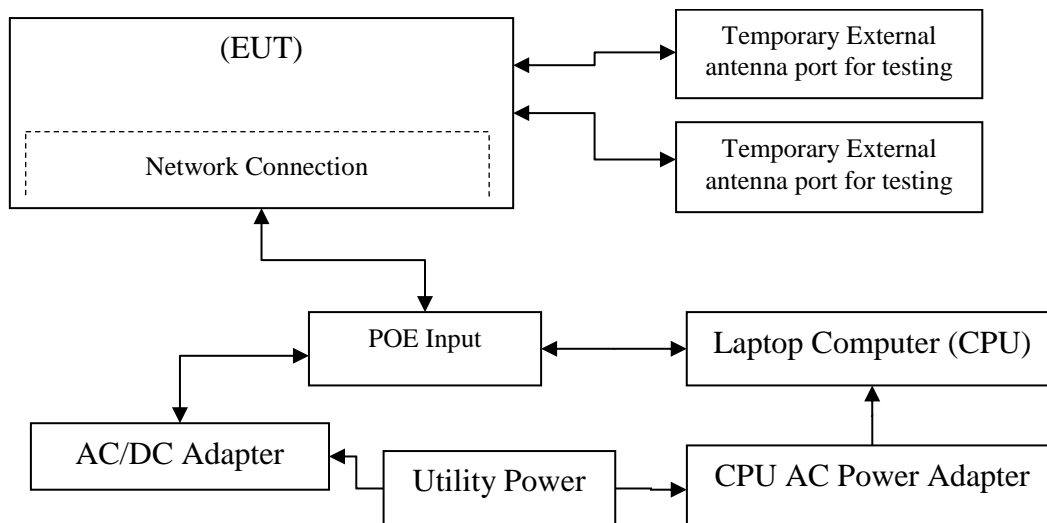 (EUT)
Network Connection
Temporary External
antenna port for testing
Temporary External
antenna port for testing
POE Input
Laptop Computer (CPU)
AC/DC Adapter
Utility Power
CPU AC Power Adapter